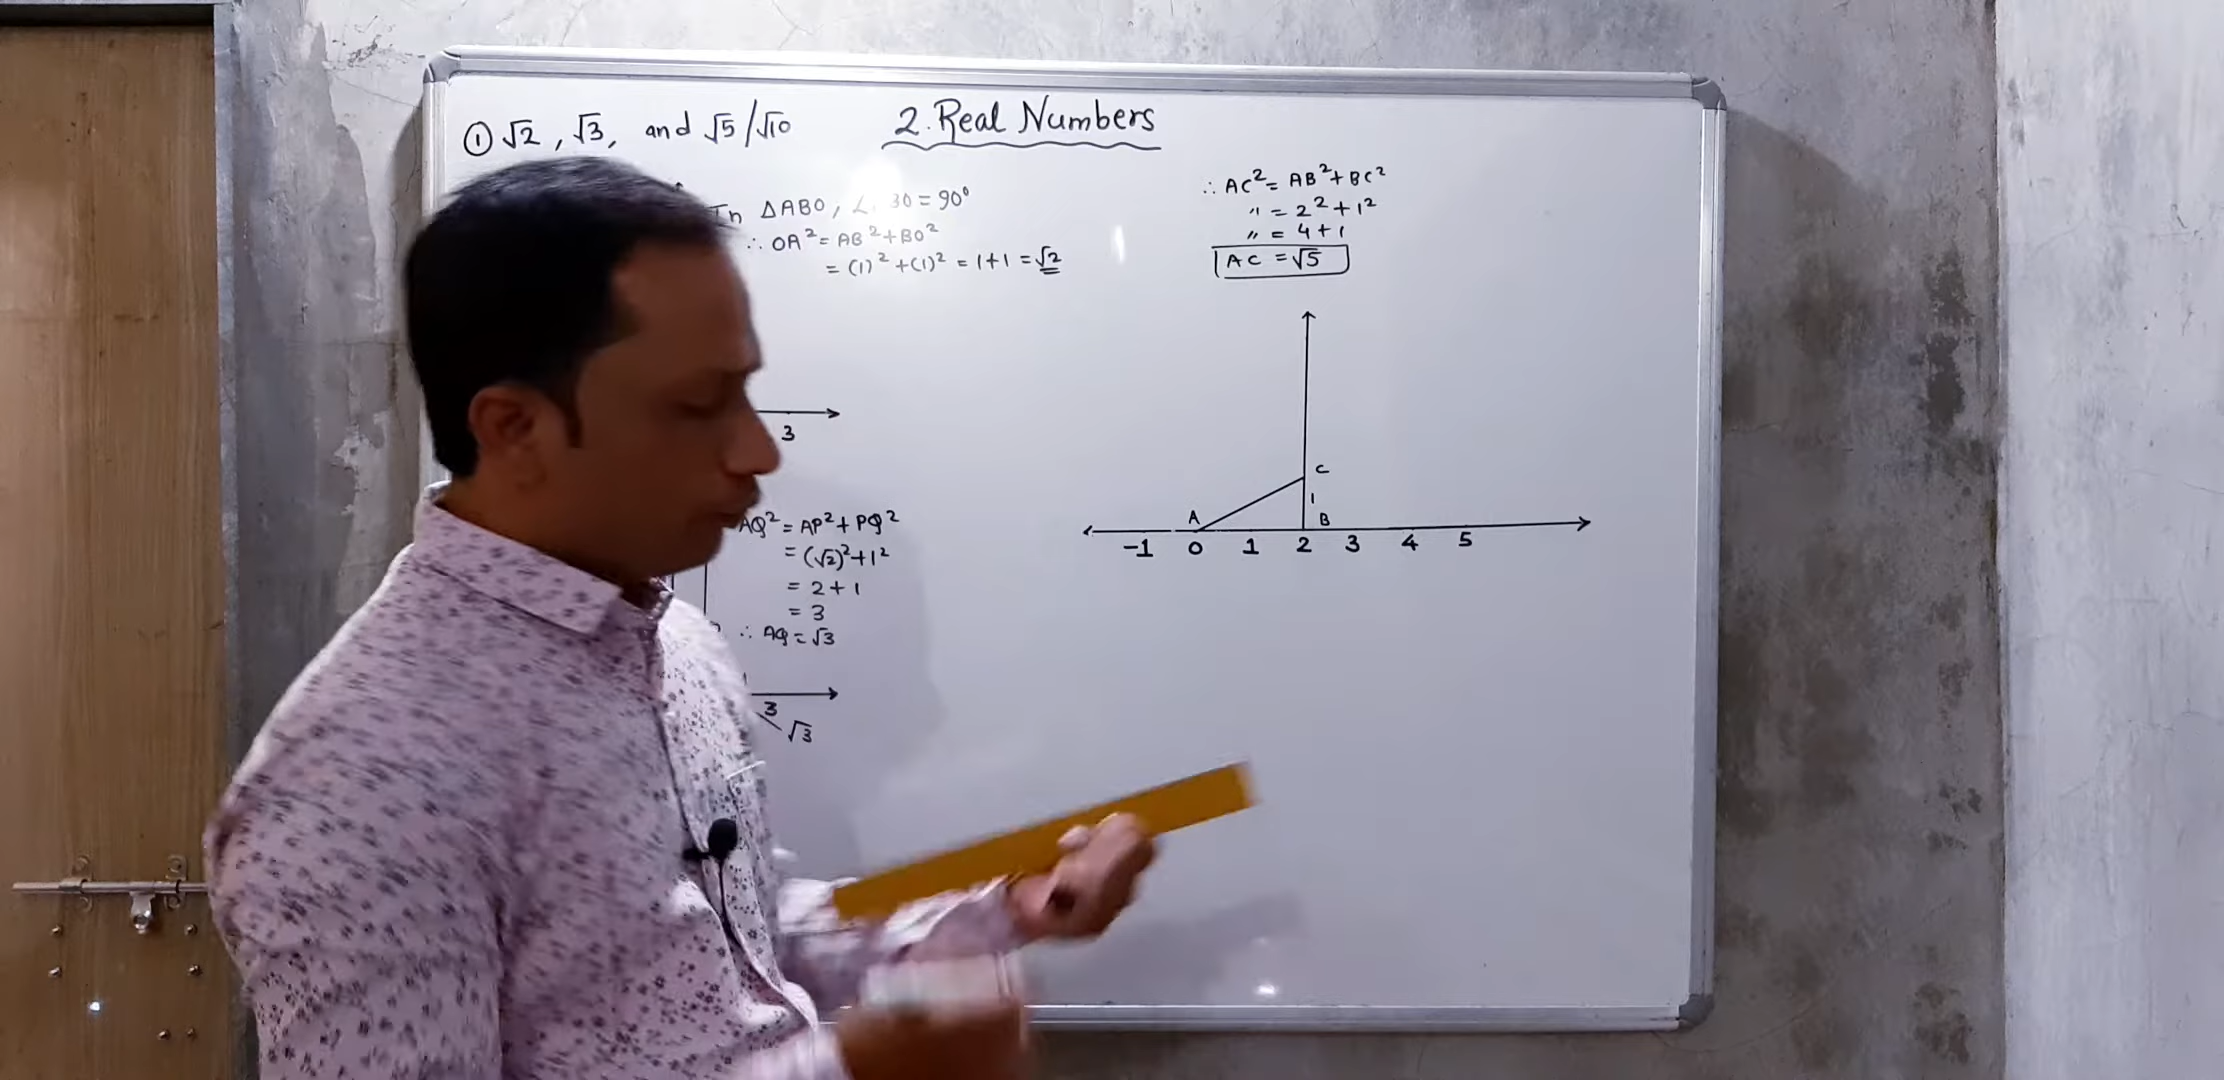 ① √2 , √3, and √5/√10
2. Real Numbers
In ΔABO, ∠ 30 = 90°
∴ OA² = AB² + BO²
= (1)² + (1)² = 1+1 = √2
3
AQ² = AP² + PQ²
= (√2)² + 1²
= 2 + 1
= 3
∴ AQ = √3
3
√3
∴ AC² = AB² + BC²
〃 = 2² + 1²
〃 = 4 + 1
AC = √5
C
1
A B
-1 0 1 2 3 4 5